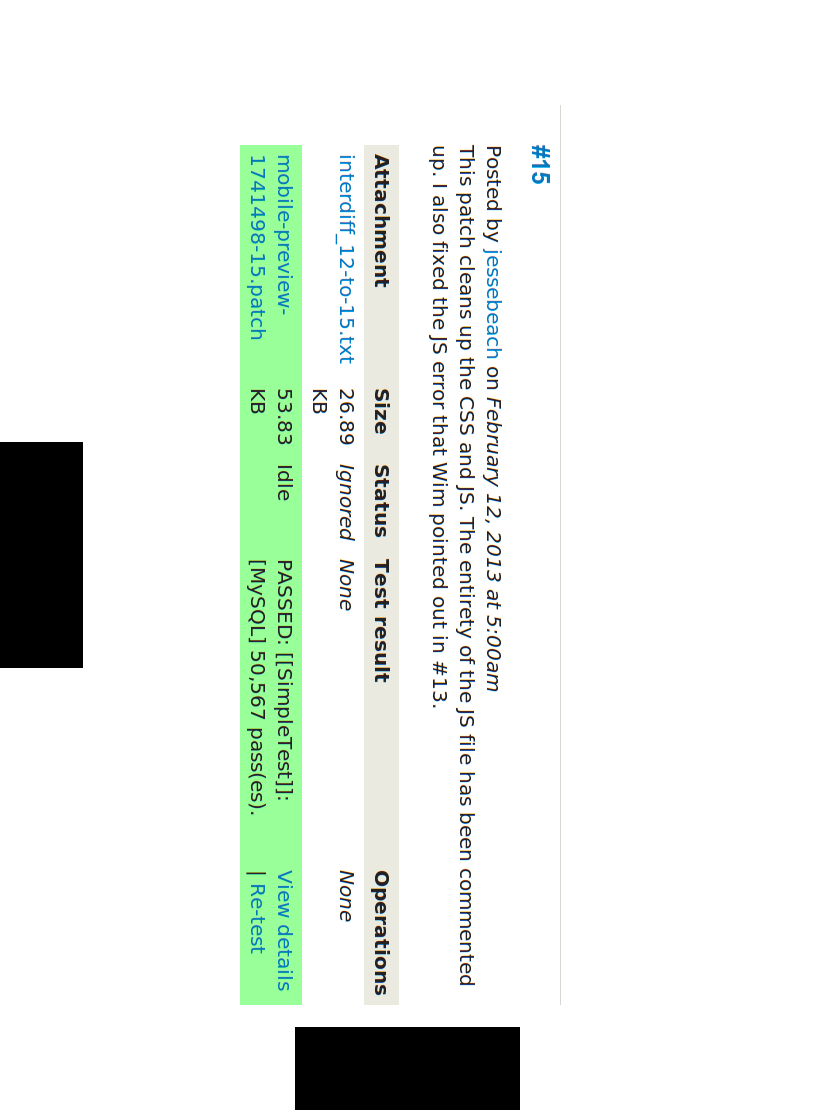 #15
Posted by jessebeach on February 12, 2013 at 5:00am
This patch cleans up the CSS and JS. The entirety of the JS file has been commented
up. I also fixed the JS error that Wim pointed out in #13.
Attachment Size Status Test result Operations
interdiff_12-to-15.txt 26.89 Ignored None None
KB
mobile-preview- 53.83 Idle PASSED: [[SimpleTest]]: View details
1741498-15.patch KB [MySQL] 50,567 pass(es). | Re-test